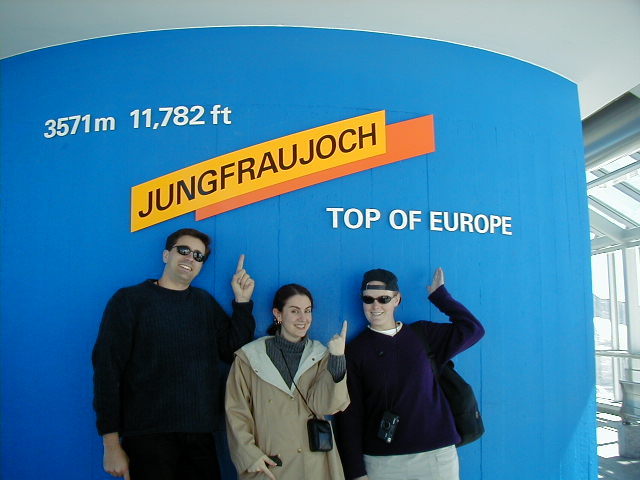 3571m 11,782 ft
JUNGFRAUJOCH
TOP OF EUROPE